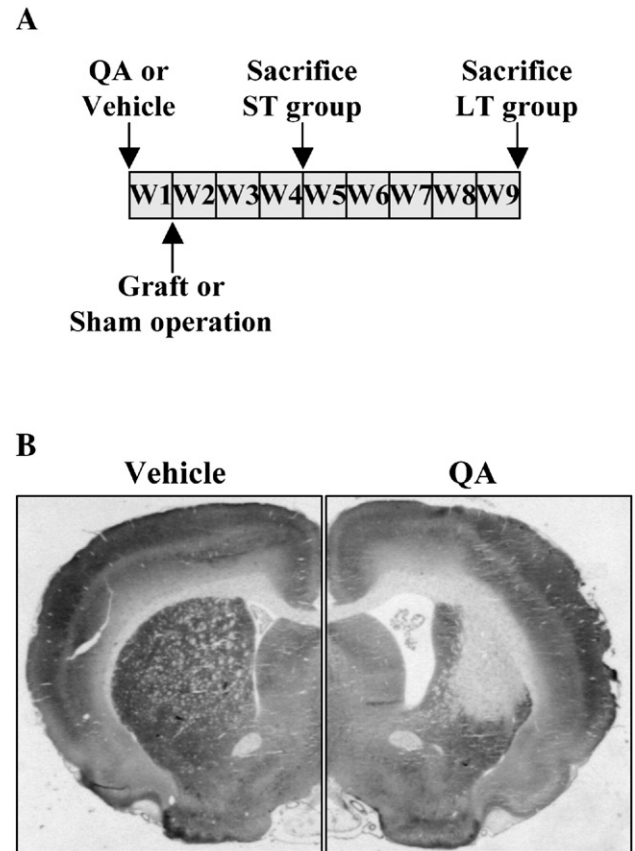 A
QA or
Vehicle
Sacrifice
ST group
Sacrifice
LT group
W1 W2 W3 W4 W5 W6 W7 W8 W9
Graft or
Sham operation
B
Vehicle
QA